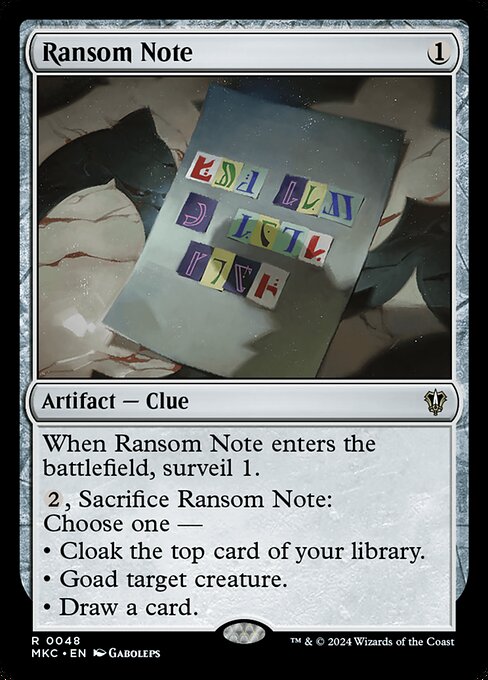 Ransom Note 1
Artifact — Clue
When Ransom Note enters the
battlefield, surveil 1.
2, Sacrifice Ransom Note:
Choose one —
• Cloak the top card of your library.
• Goad target creature.
• Draw a card.
R 0048
MKC • EN Gaboleps
™ & © 2024 Wizards of the Coast